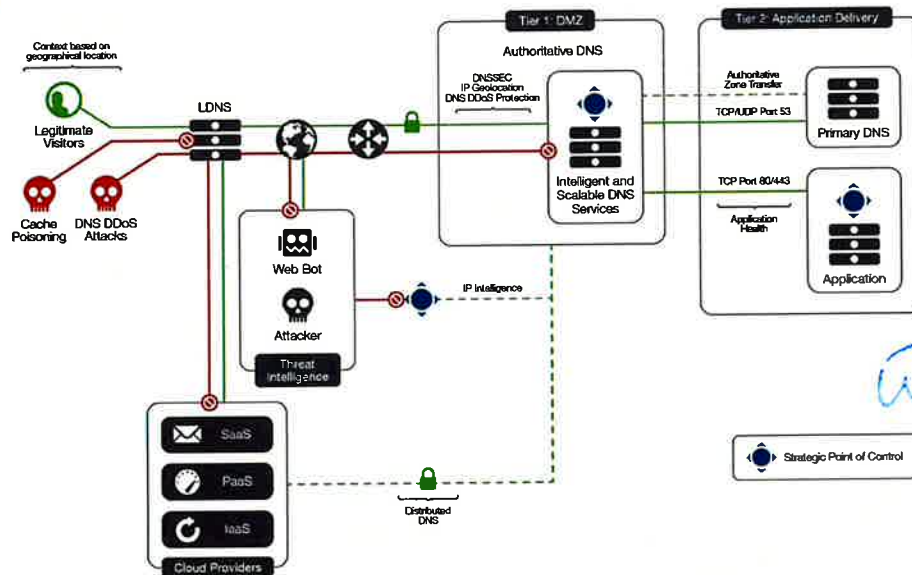 Tier 1: DMZ
Tier 2: Application Delivery
Context based on
geographical location
Authoritative DNS
LDNS
DNSSEC
IP Geolocation
DNS DDoS Protection
Authoritative
Zone Transfer
TCP/UDP Port 53
Legitimate
Visitors
Primary DNS
Intelligent and
Scalable DNS
Services
TCP Port 80/443
Cache
Poisoning
DNS DDoS
Attacks
Application
Health
Web Bot
IP Intelligence
Application
Attacker
Threat
Intelligence
SaaS
Strategic Point of Control
PaaS
Distributed
DNS
IaaS
Cloud Providers